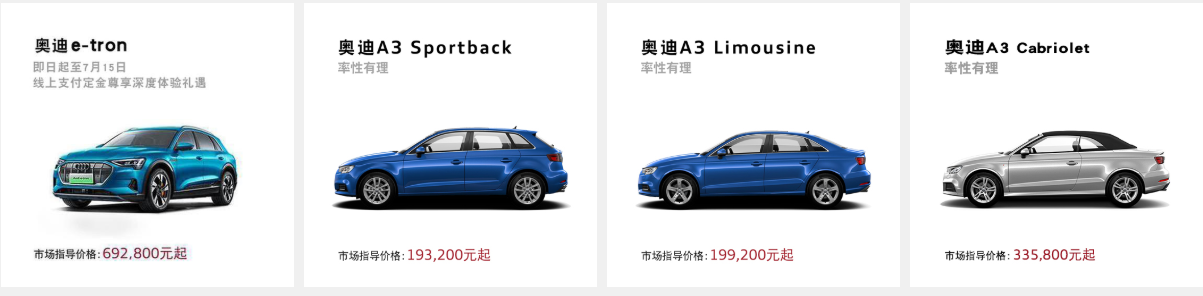 奥迪e-tron
即日起至7月15日
线上支付定金尊享深度体验礼遇
市场指导价格：692,800元起
奥迪A3 Sportback
率性有理
市场指导价格：193,200元起
奥迪A3 Limousine
率性有理
市场指导价格：199,200元起
奥迪A3 Cabriolet
率性有理
市场指导价格：335,800元起